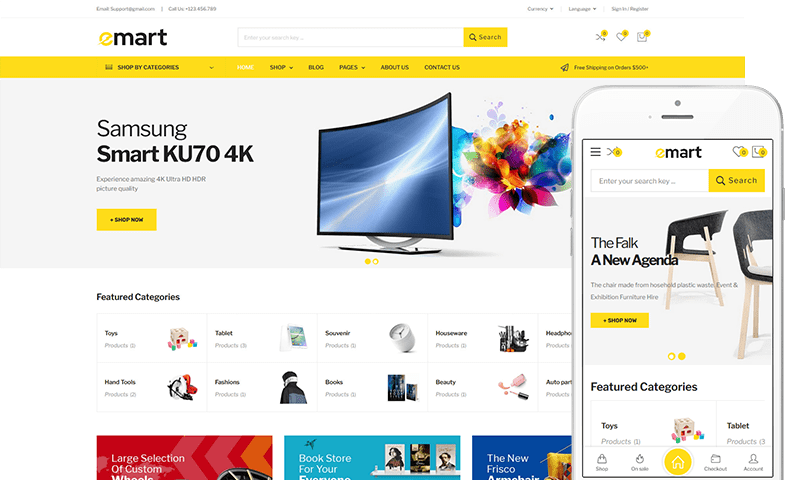 Email: Support@gmail.com | Call Us: +123.456.789
Currency
Language
Sign In / Register
emart
Enter your search key ...
Search
0
0
0
SHOP BY CATEGORIES
HOME
SHOP
BLOG
PAGES
ABOUT US
CONTACT US
Free Shipping on Orders $500+
Samsung
Smart KU70 4K
Experience amazing 4K Ultra HD HDR
picture quality
+ SHOP NOW
Featured Categories
Toys
Products (1)
Tablet
Products (3)
Souvenir
Products (1)
Houseware
Products (1)
Headpho
Products (1)
Hand Tools
Products (2)
Fashions
Products (1)
Books
Products (1)
Beauty
Products (1)
Auto part
Products (1)
Large Selection
Of Custom
Wheels
Book Store
For Your
Everyone
The New
Frisco
Armchair
0
emart
0
0
Enter your search key ...
Search
The Falk
A New Agenda
The chair made from hosehold plastic waste. Event &
Exhibition Furniture Hire
+ SHOP NOW
Featured Categories
Toys
Products (1)
Tablet
Products (3
Shop
On sale
Checkout
Account